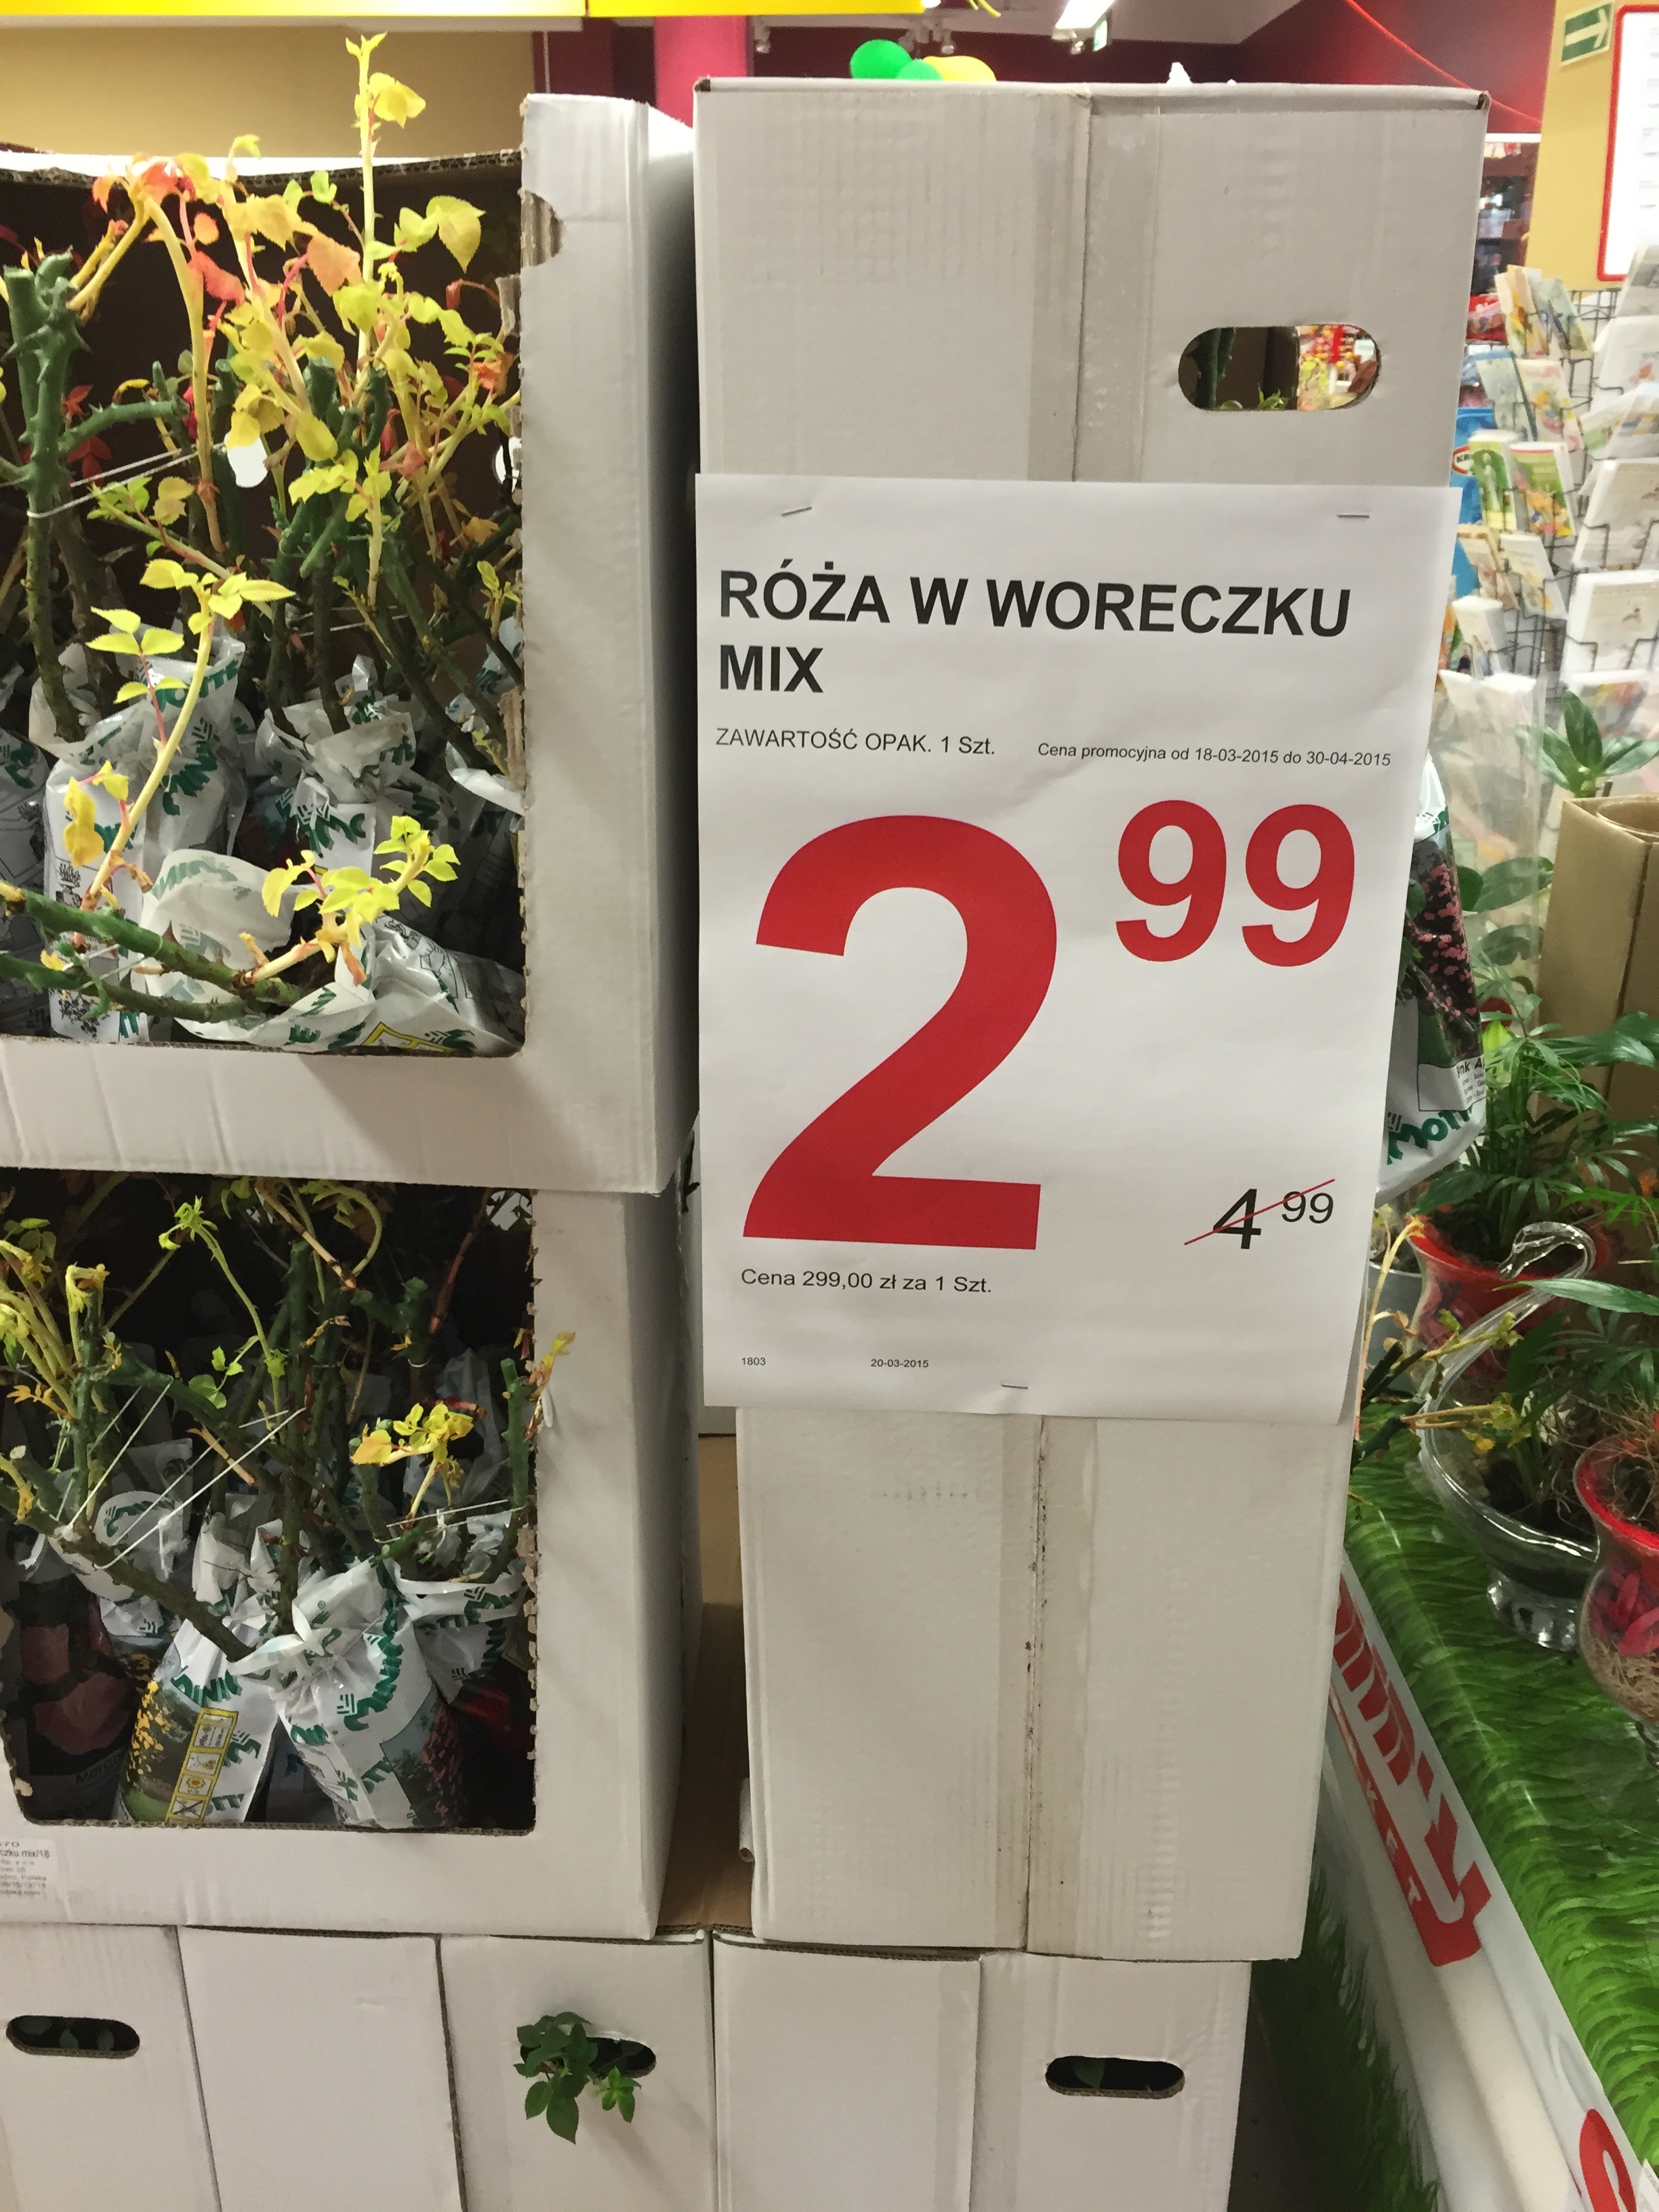 RÓŻA W WORECZKU
MIX
ZAWARTOŚĆ OPAK. 1 Szt.
Cena promocyjna od 18-03-2015 do 30-04-2015
2 99
4 99
Cena 299,00 zł za 1 Szt.
1803
20-03-2015